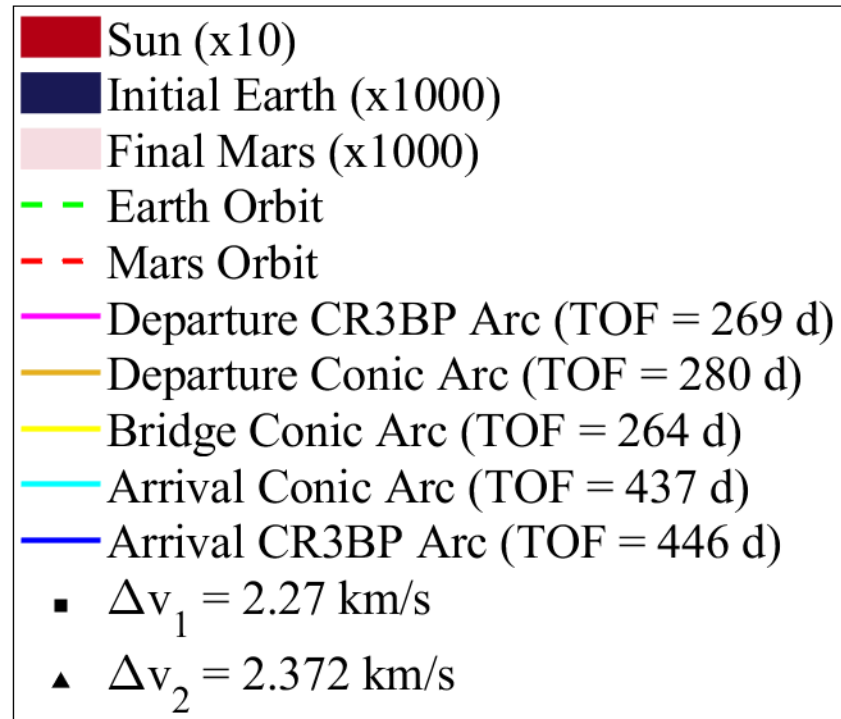 Sun (x10)
Initial Earth (x1000)
Final Mars (x1000)
Earth Orbit
Mars Orbit
Departure CR3BP Arc (TOF = 269 d)
Departure Conic Arc (TOF = 280 d)
Bridge Conic Arc (TOF = 264 d)
Arrival Conic Arc (TOF = 437 d)
Arrival CR3BP Arc (TOF = 446 d)
Δv₁ = 2.27 km/s
Δv₂ = 2.372 km/s